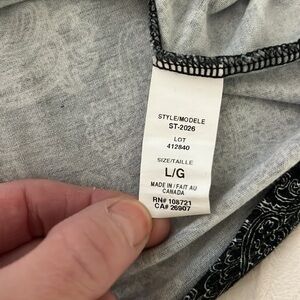 STYLE/MODELE
ST-2026
LOT
412840
SIZE/TAILLE
L/G
MADE IN / FAIT AU
CANADA
RN# 108721
CA# 26907